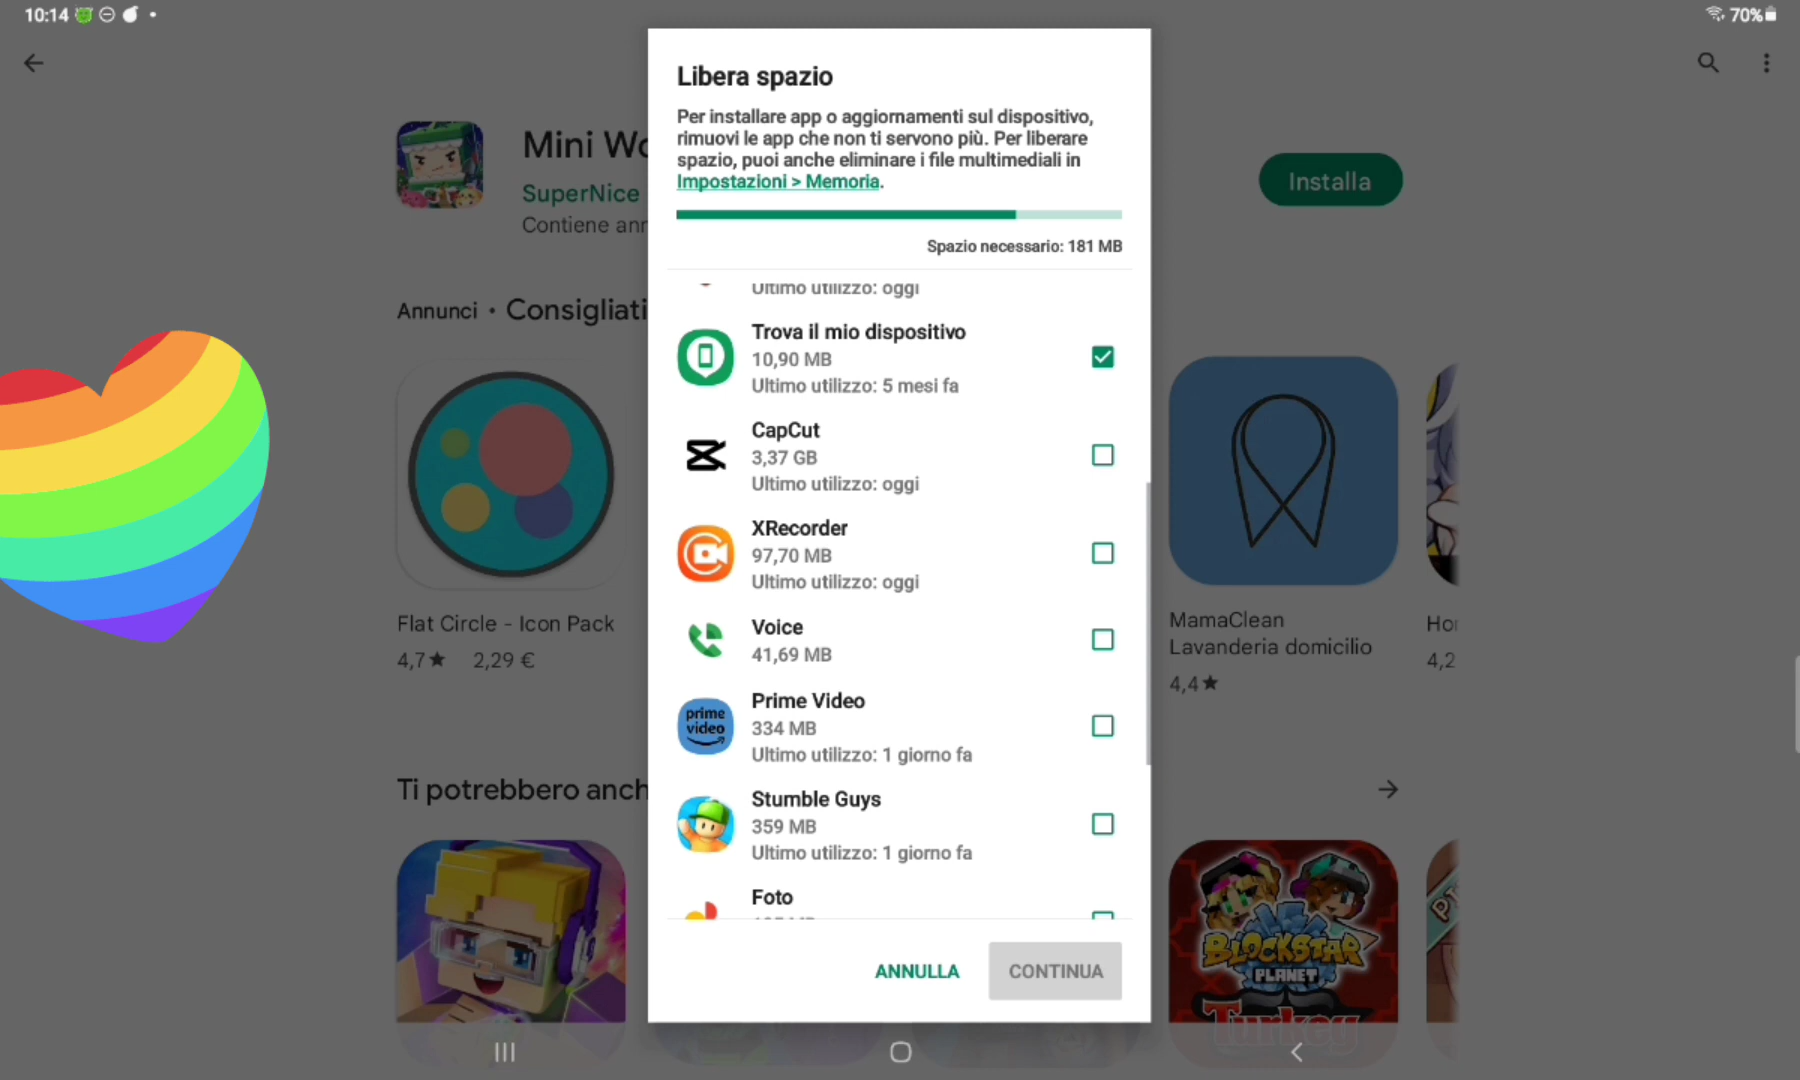 10:14
70%
Libera spazio
Per installare app o aggiornamenti sul dispositivo,
rimuovi le app che non ti servono più. Per liberare
spazio, puoi anche eliminare i file multimediali in
Impostazioni > Memoria.
Spazio necessario: 181 MB
Mini Wo
SuperNice
Contiene ann
Installa
Annunci • Consigliati
Ultimo utilizzo: oggi
Trova il mio dispositivo
10,90 MB
Ultimo utilizzo: 5 mesi fa
CapCut
3,37 GB
Ultimo utilizzo: oggi
XRecorder
97,70 MB
Ultimo utilizzo: oggi
Voice
41,69 MB
prime
video
Prime Video
334 MB
Ultimo utilizzo: 1 giorno fa
Stumble Guys
359 MB
Ultimo utilizzo: 1 giorno fa
Foto
ANNULLA
CONTINUA
Flat Circle - Icon Pack
4,7★ 2,29 €
MamaClean
Lavanderia domicilio
4,4★
Hor
4,2
Ti potrebbero anch
BLOCKSTAR
PLANET
Turkey